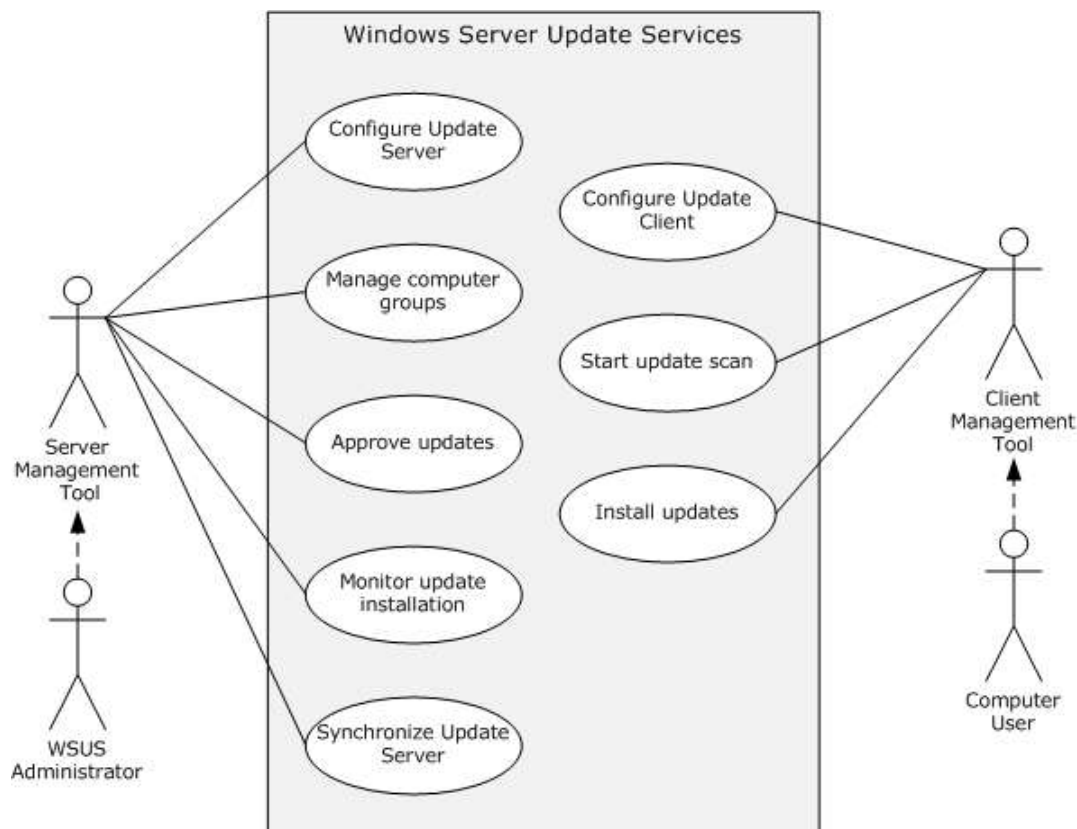 Windows Server Update Services
Configure Update
Server
Manage computer
groups
Approve updates
Monitor update
installation
Synchronize Update
Server
Configure Update
Client
Start update scan
Install updates
Server
Management
Tool
WSUS
Administrator
Client
Management
Tool
Computer
User